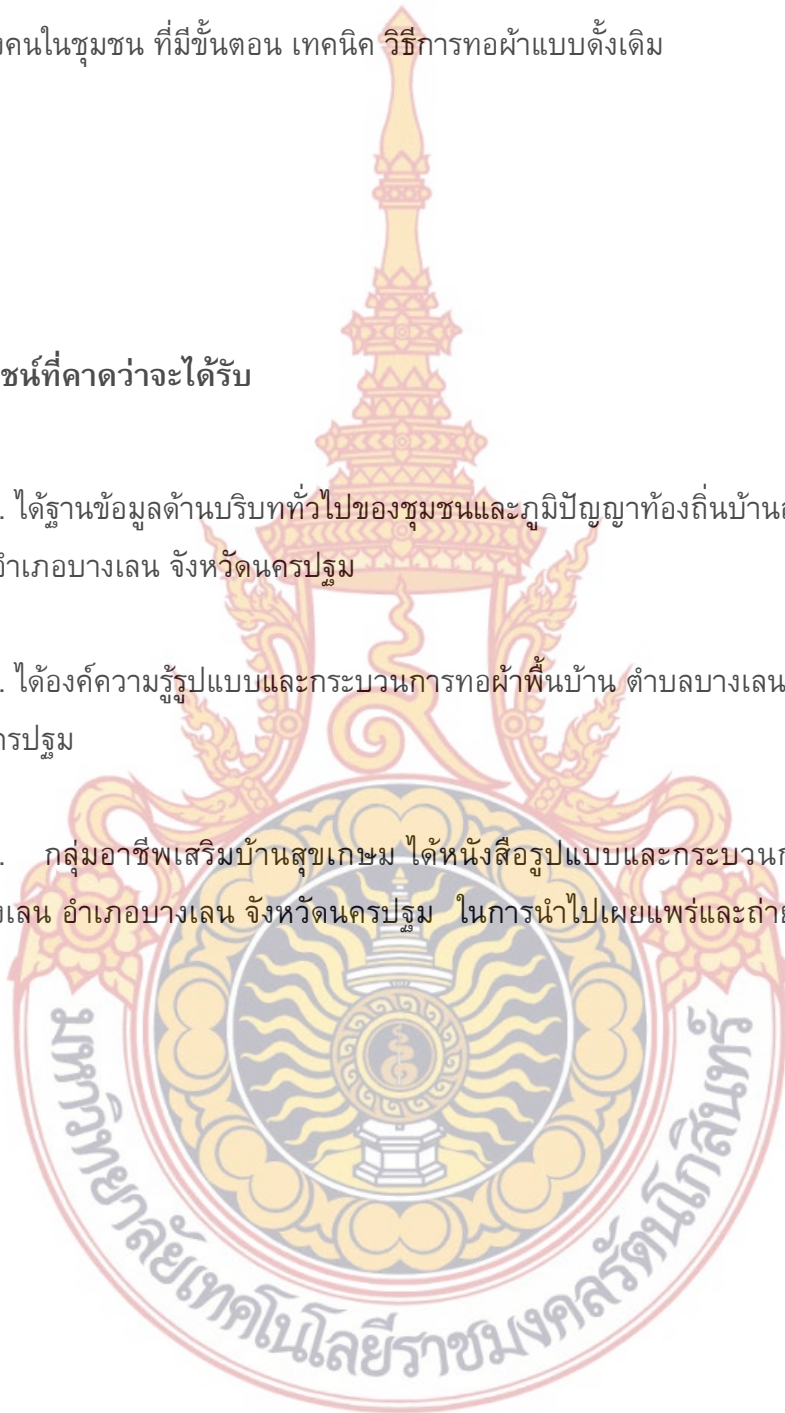 งคนในชุมชน ที่มีขั้นตอน เทคนิค วิธีการทอผ้าแบบดั้งเดิม
ชน์ที่คาดว่าจะได้รับ
. ได้ฐานข้อมูลด้านบริบททั่วไปของชุมชนและภูมิปัญญาท้องถิ่นบ้าน
อำเภอบางเลน จังหวัดนครปฐม
. ได้องค์ความรู้รูปแบบและกระบวนการทอผ้าพื้นบ้าน ตำบลบางเลน
ครปฐม
. กลุ่มอาชีพเสริมบ้านสุขเกษม ได้หนังสือรูปแบบและกระบวน
งเลน อำเภอบางเลน จังหวัดนครปฐม ในการนำไปเผยแพร่และถ่าย
มหาวิทยาลัยเทคโนโลยีราชมงคลรัตนโกสินทร์